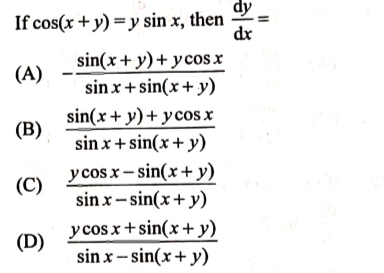 If cos(x + y) = y sin x, then dy/dx =
(A) - (sin(x + y) + y cos x)/(sin x + sin(x + y))
(B) (sin(x + y) + y cos x)/(sin x + sin(x + y))
(C) (y cos x - sin(x + y))/(sin x - sin(x + y))
(D) (y cos x + sin(x + y))/(sin x - sin(x + y))